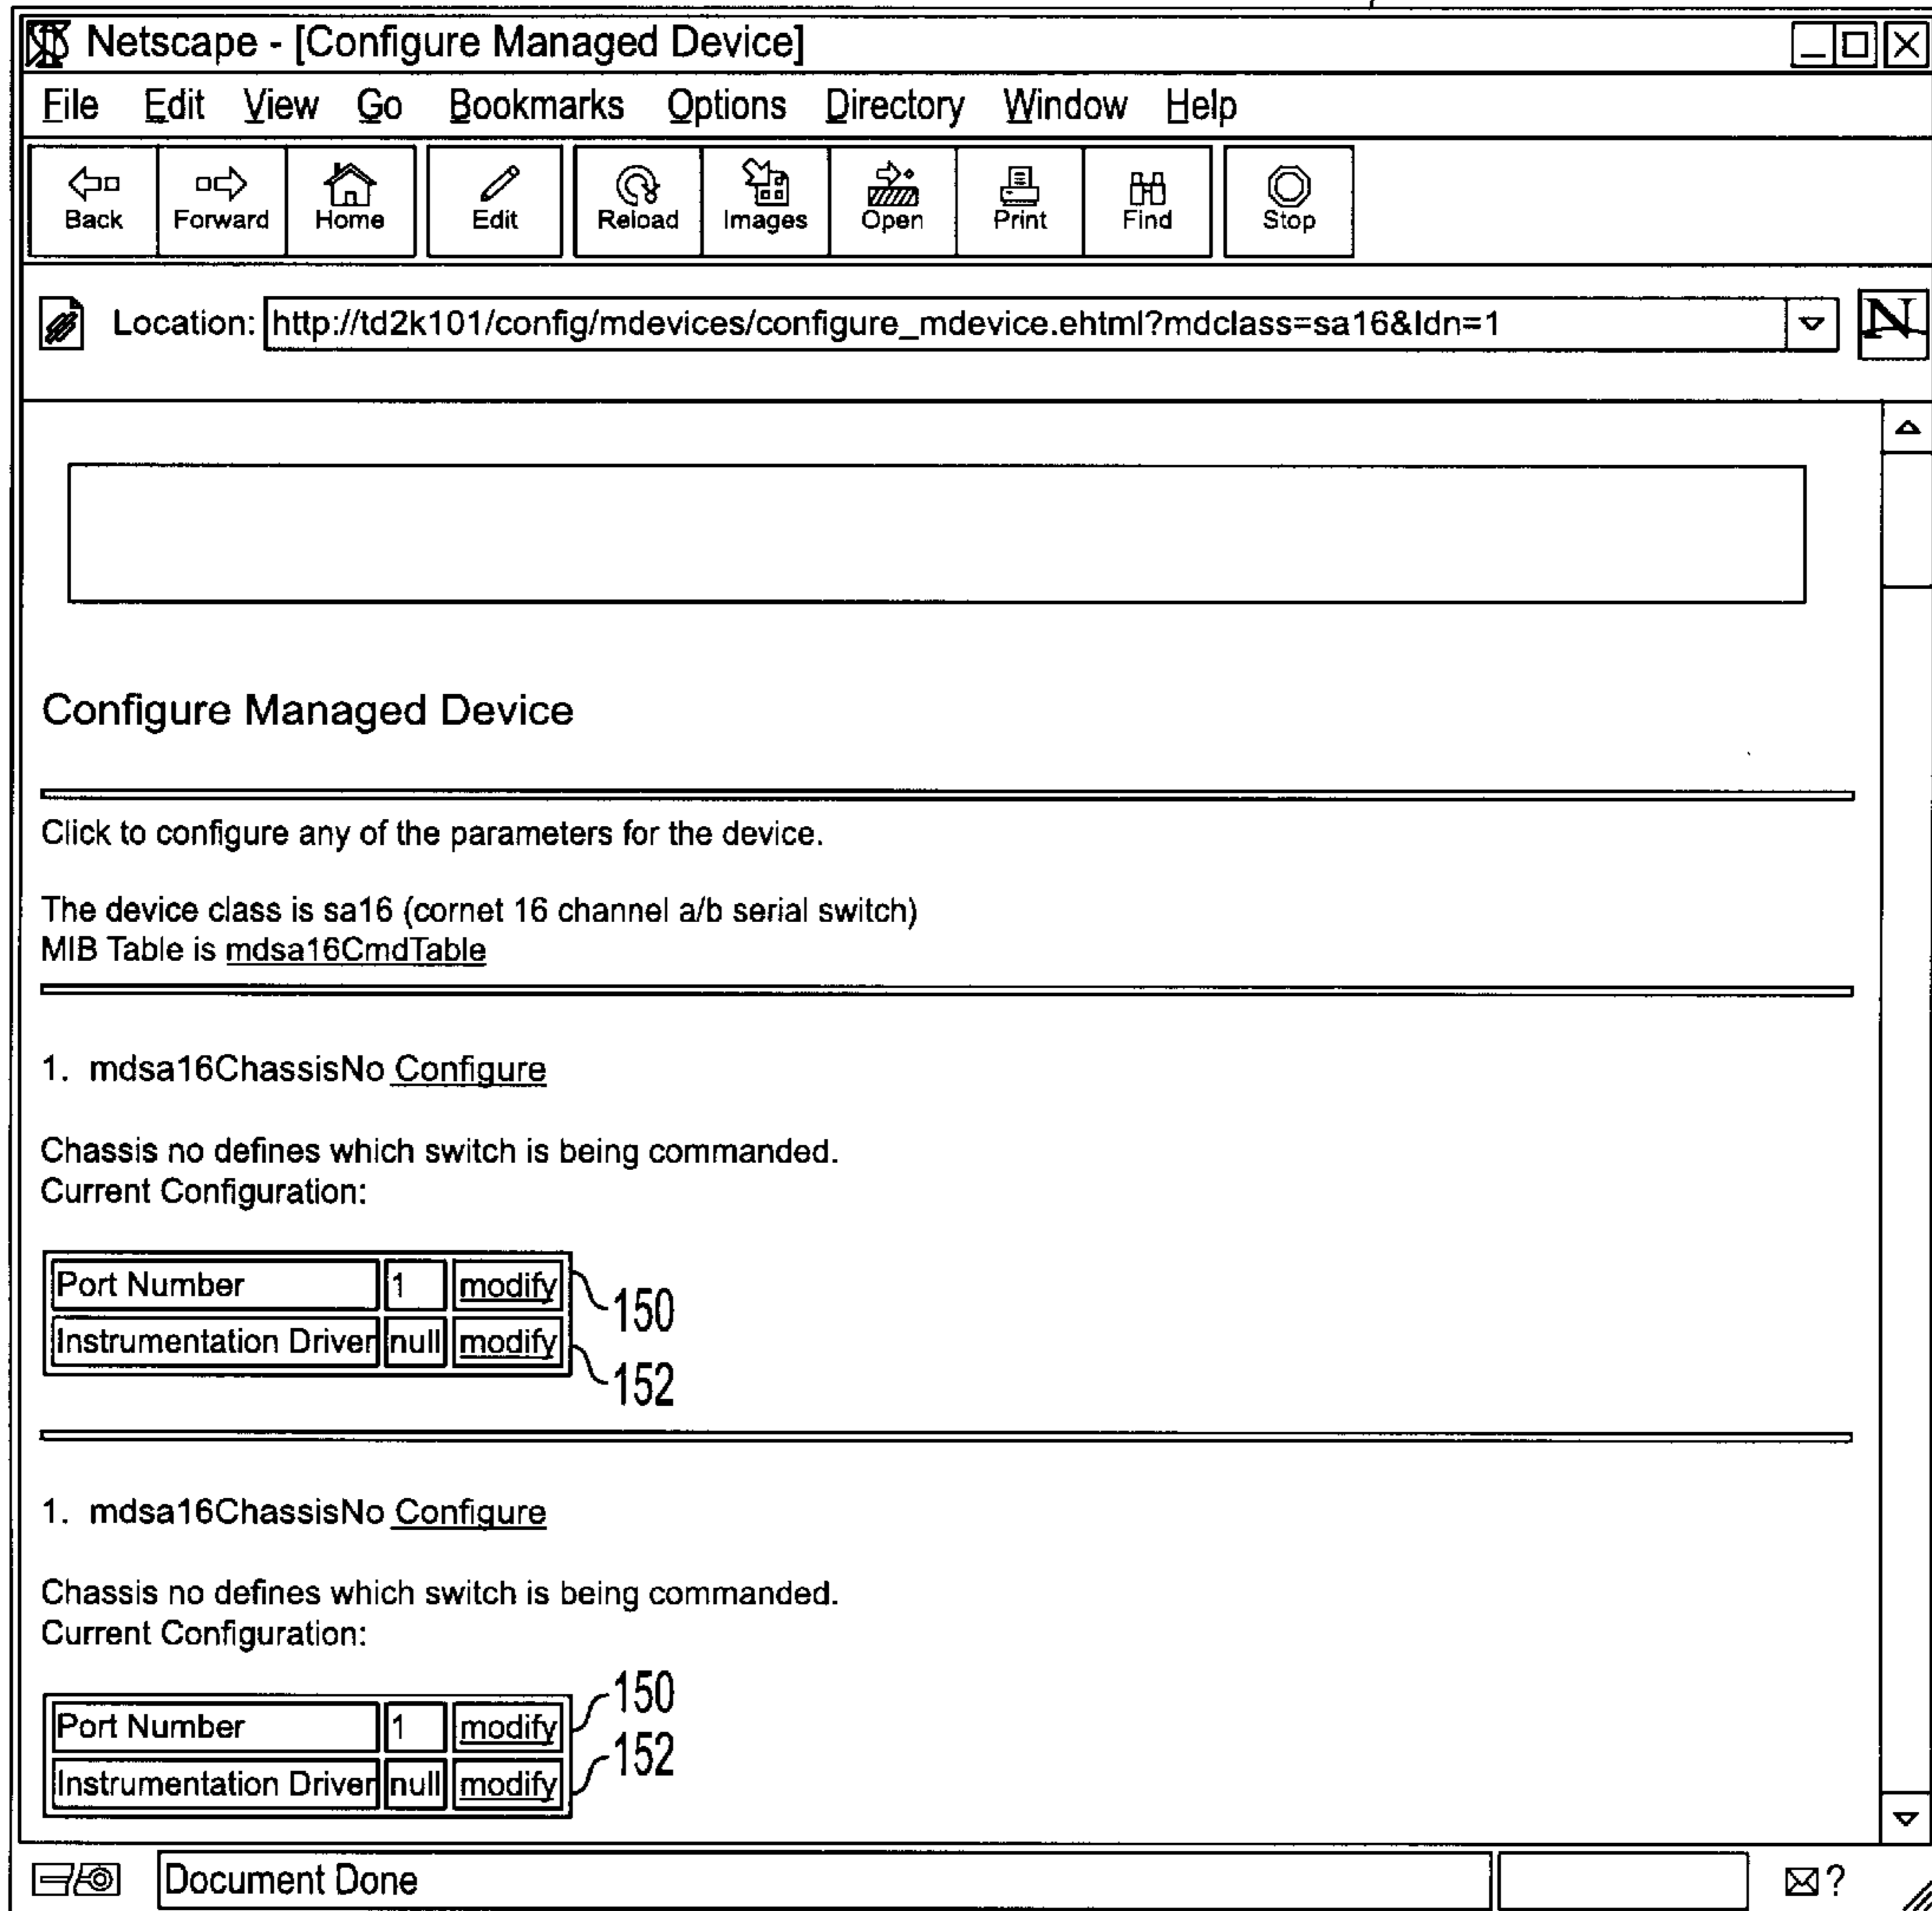 Netscape - [Configure Managed Device]
File Edit View Go Bookmarks Options Directory Window Help
Back Forward Home Edit Reload Images Open Print Find Stop
Location: http://td2k101/config/mdevices/configure_mdevice.ehtml?mdclass=sa16&ldn=1 N
Configure Managed Device
Click to configure any of the parameters for the device.
The device class is sa16 (cornet 16 channel a/b serial switch)
MIB Table is mdsa16CmdTable
1. mdsa16ChassisNo Configure
Chassis no defines which switch is being commanded.
Current Configuration:
Port Number 1 modify 150
Instrumentation Driver null modify 152
1. mdsa16ChassisNo Configure
Chassis no defines which switch is being commanded.
Current Configuration:
Port Number 1 modify 150
Instrumentation Driver null modify 152
Document Done ?